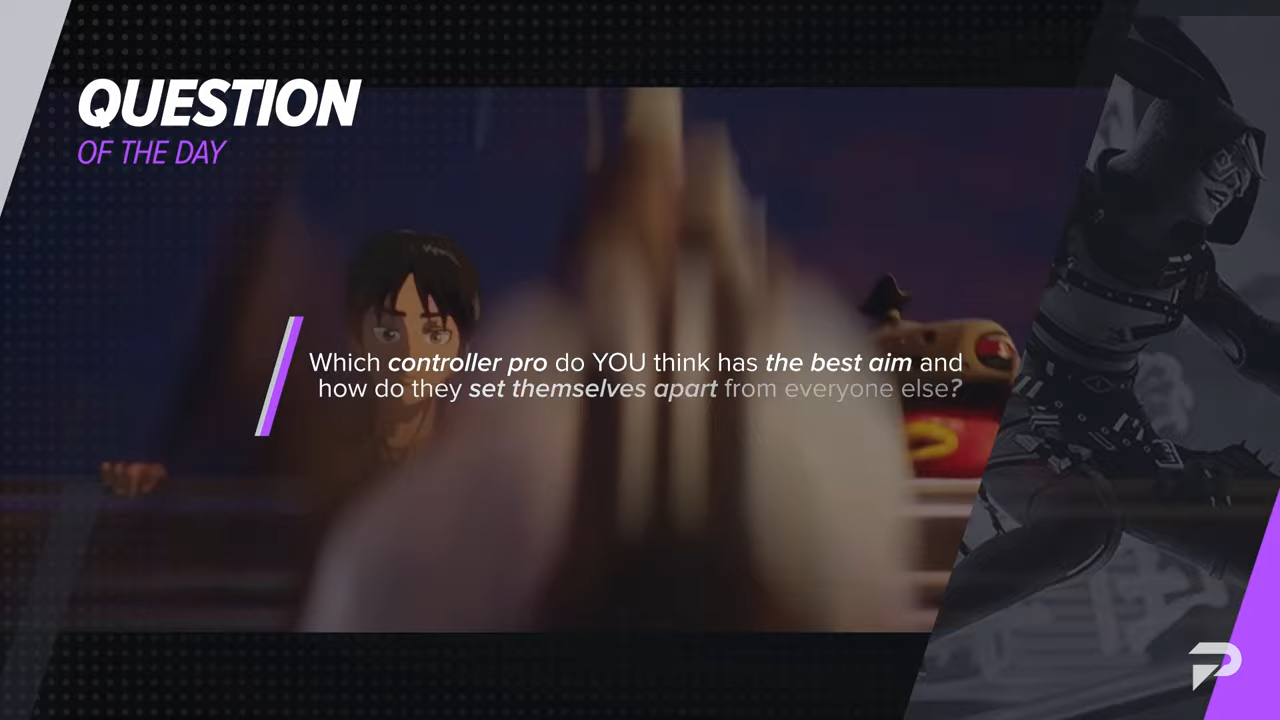 QUESTION
OF THE DAY
Which controller pro do YOU think has the best aim and
how do they set themselves apart from everyone else?